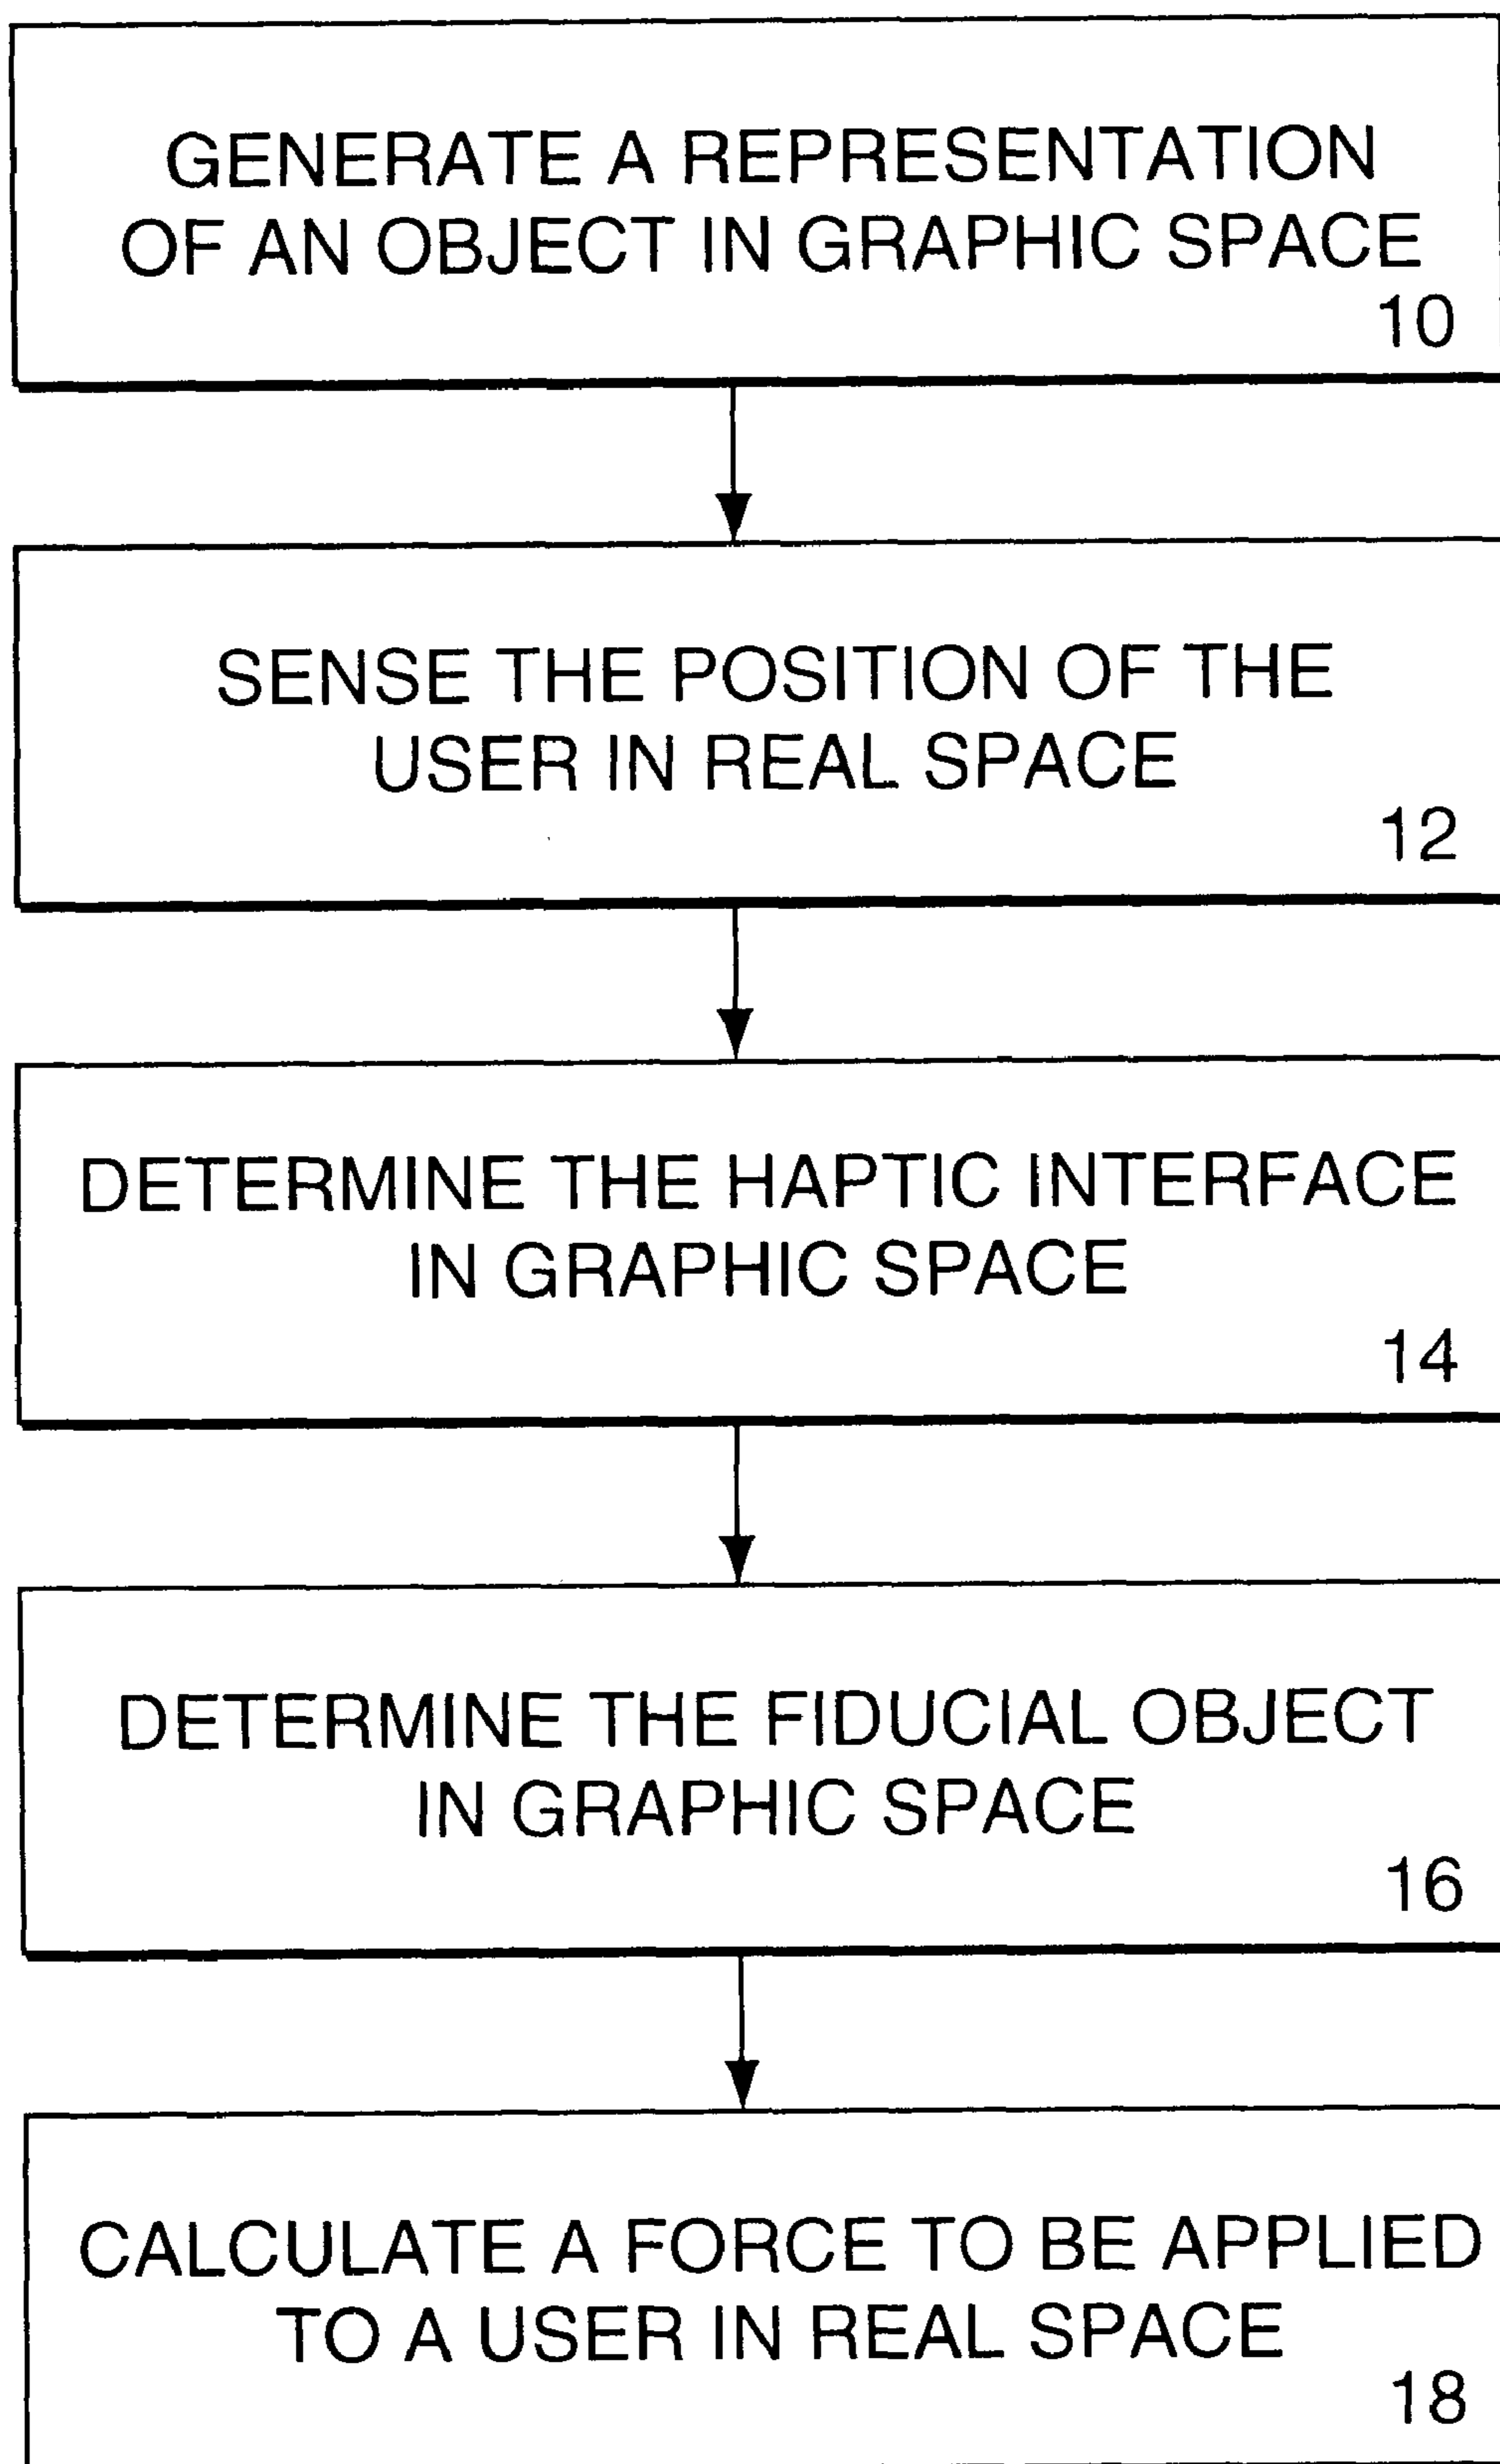 GENERATE A REPRESENTATION
OF AN OBJECT IN GRAPHIC SPACE
10
SENSE THE POSITION OF THE
USER IN REAL SPACE
12
DETERMINE THE HAPTIC INTERFACE
IN GRAPHIC SPACE
14
DETERMINE THE FIDUCIAL OBJECT
IN GRAPHIC SPACE
16
CALCULATE A FORCE TO BE APPLIED
TO A USER IN REAL SPACE
18